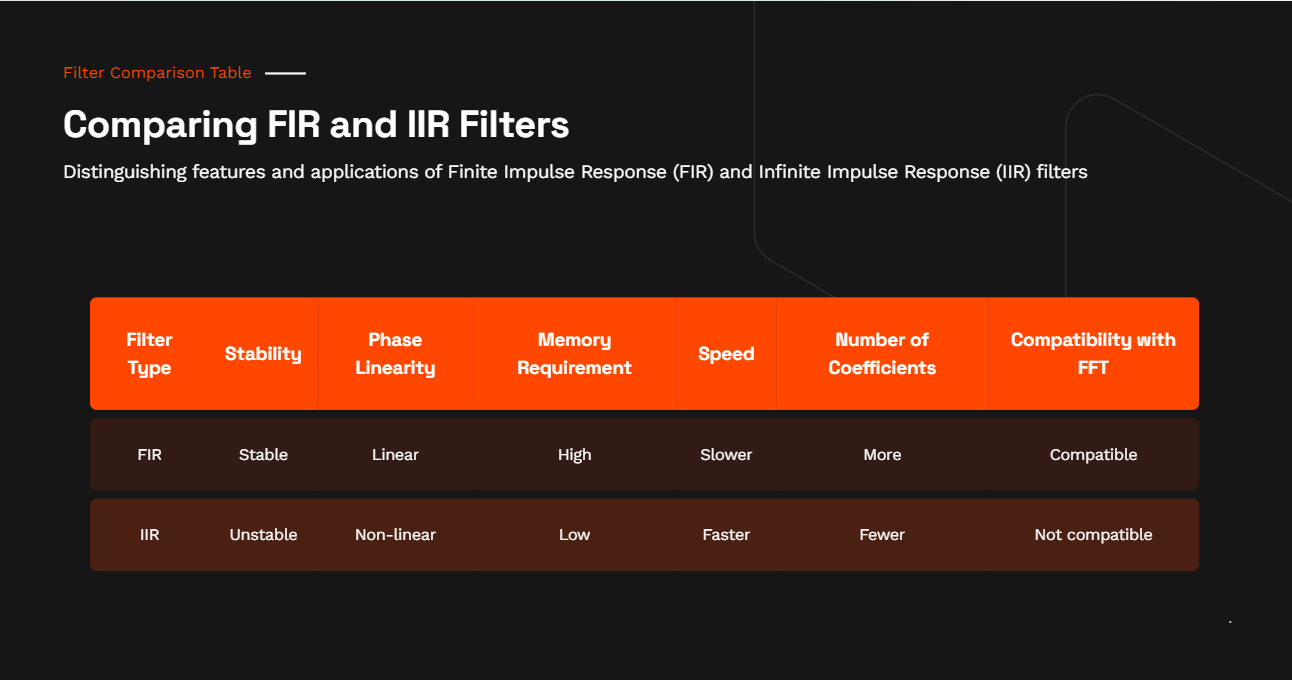 Filter Comparison Table
Comparing FIR and IIR Filters
Distinguishing features and applications of Finite Impulse Response (FIR) and Infinite Impulse Response (IIR) filters
Filter Type Stability Phase Linearity Memory Requirement Speed Number of Coefficients Compatibility with FFT
FIR Stable Linear High Slower More Compatible
IIR Unstable Non-linear Low Faster Fewer Not compatible
.